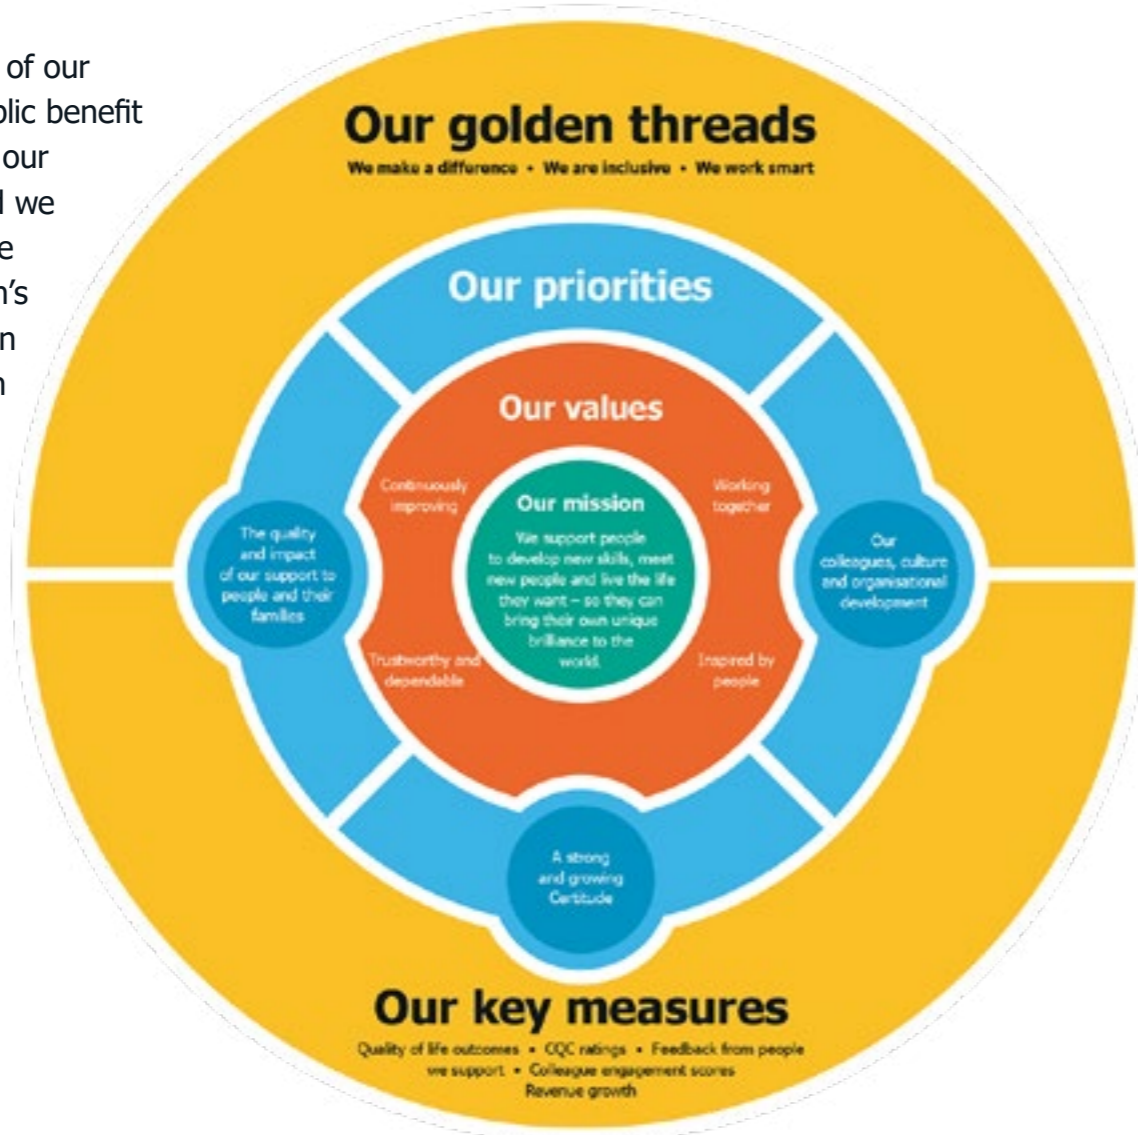 of our
blic benefit
our
d we
e
n's
n
n
Our golden threads
We make a difference • We are inclusive • We work smart
Our priorities
Our values
Continuously
improving
Working
together
Our mission
We support people
to develop new skills, meet
new people and live the life
they want – so they can
bring their own unique
brilliance to the
world.
The quality
and impact
of our support to
people and their
families
Our
colleagues, culture
and organisational
development
Trustworthy and
dependable
Inspired by
people
A strong
and growing
Certitude
Our key measures
Quality of life outcomes • CQC ratings • Feedback from people
we support • Colleague engagement scores
Revenue growth